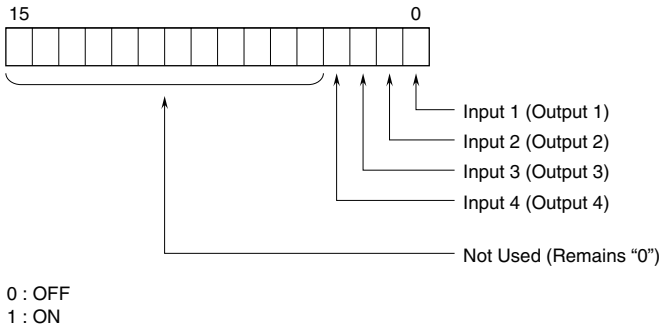 15 0
Input 1 (Output 1)
Input 2 (Output 2)
Input 3 (Output 3)
Input 4 (Output 4)
Not Used (Remains “0”)
0 : OFF
1 : ON